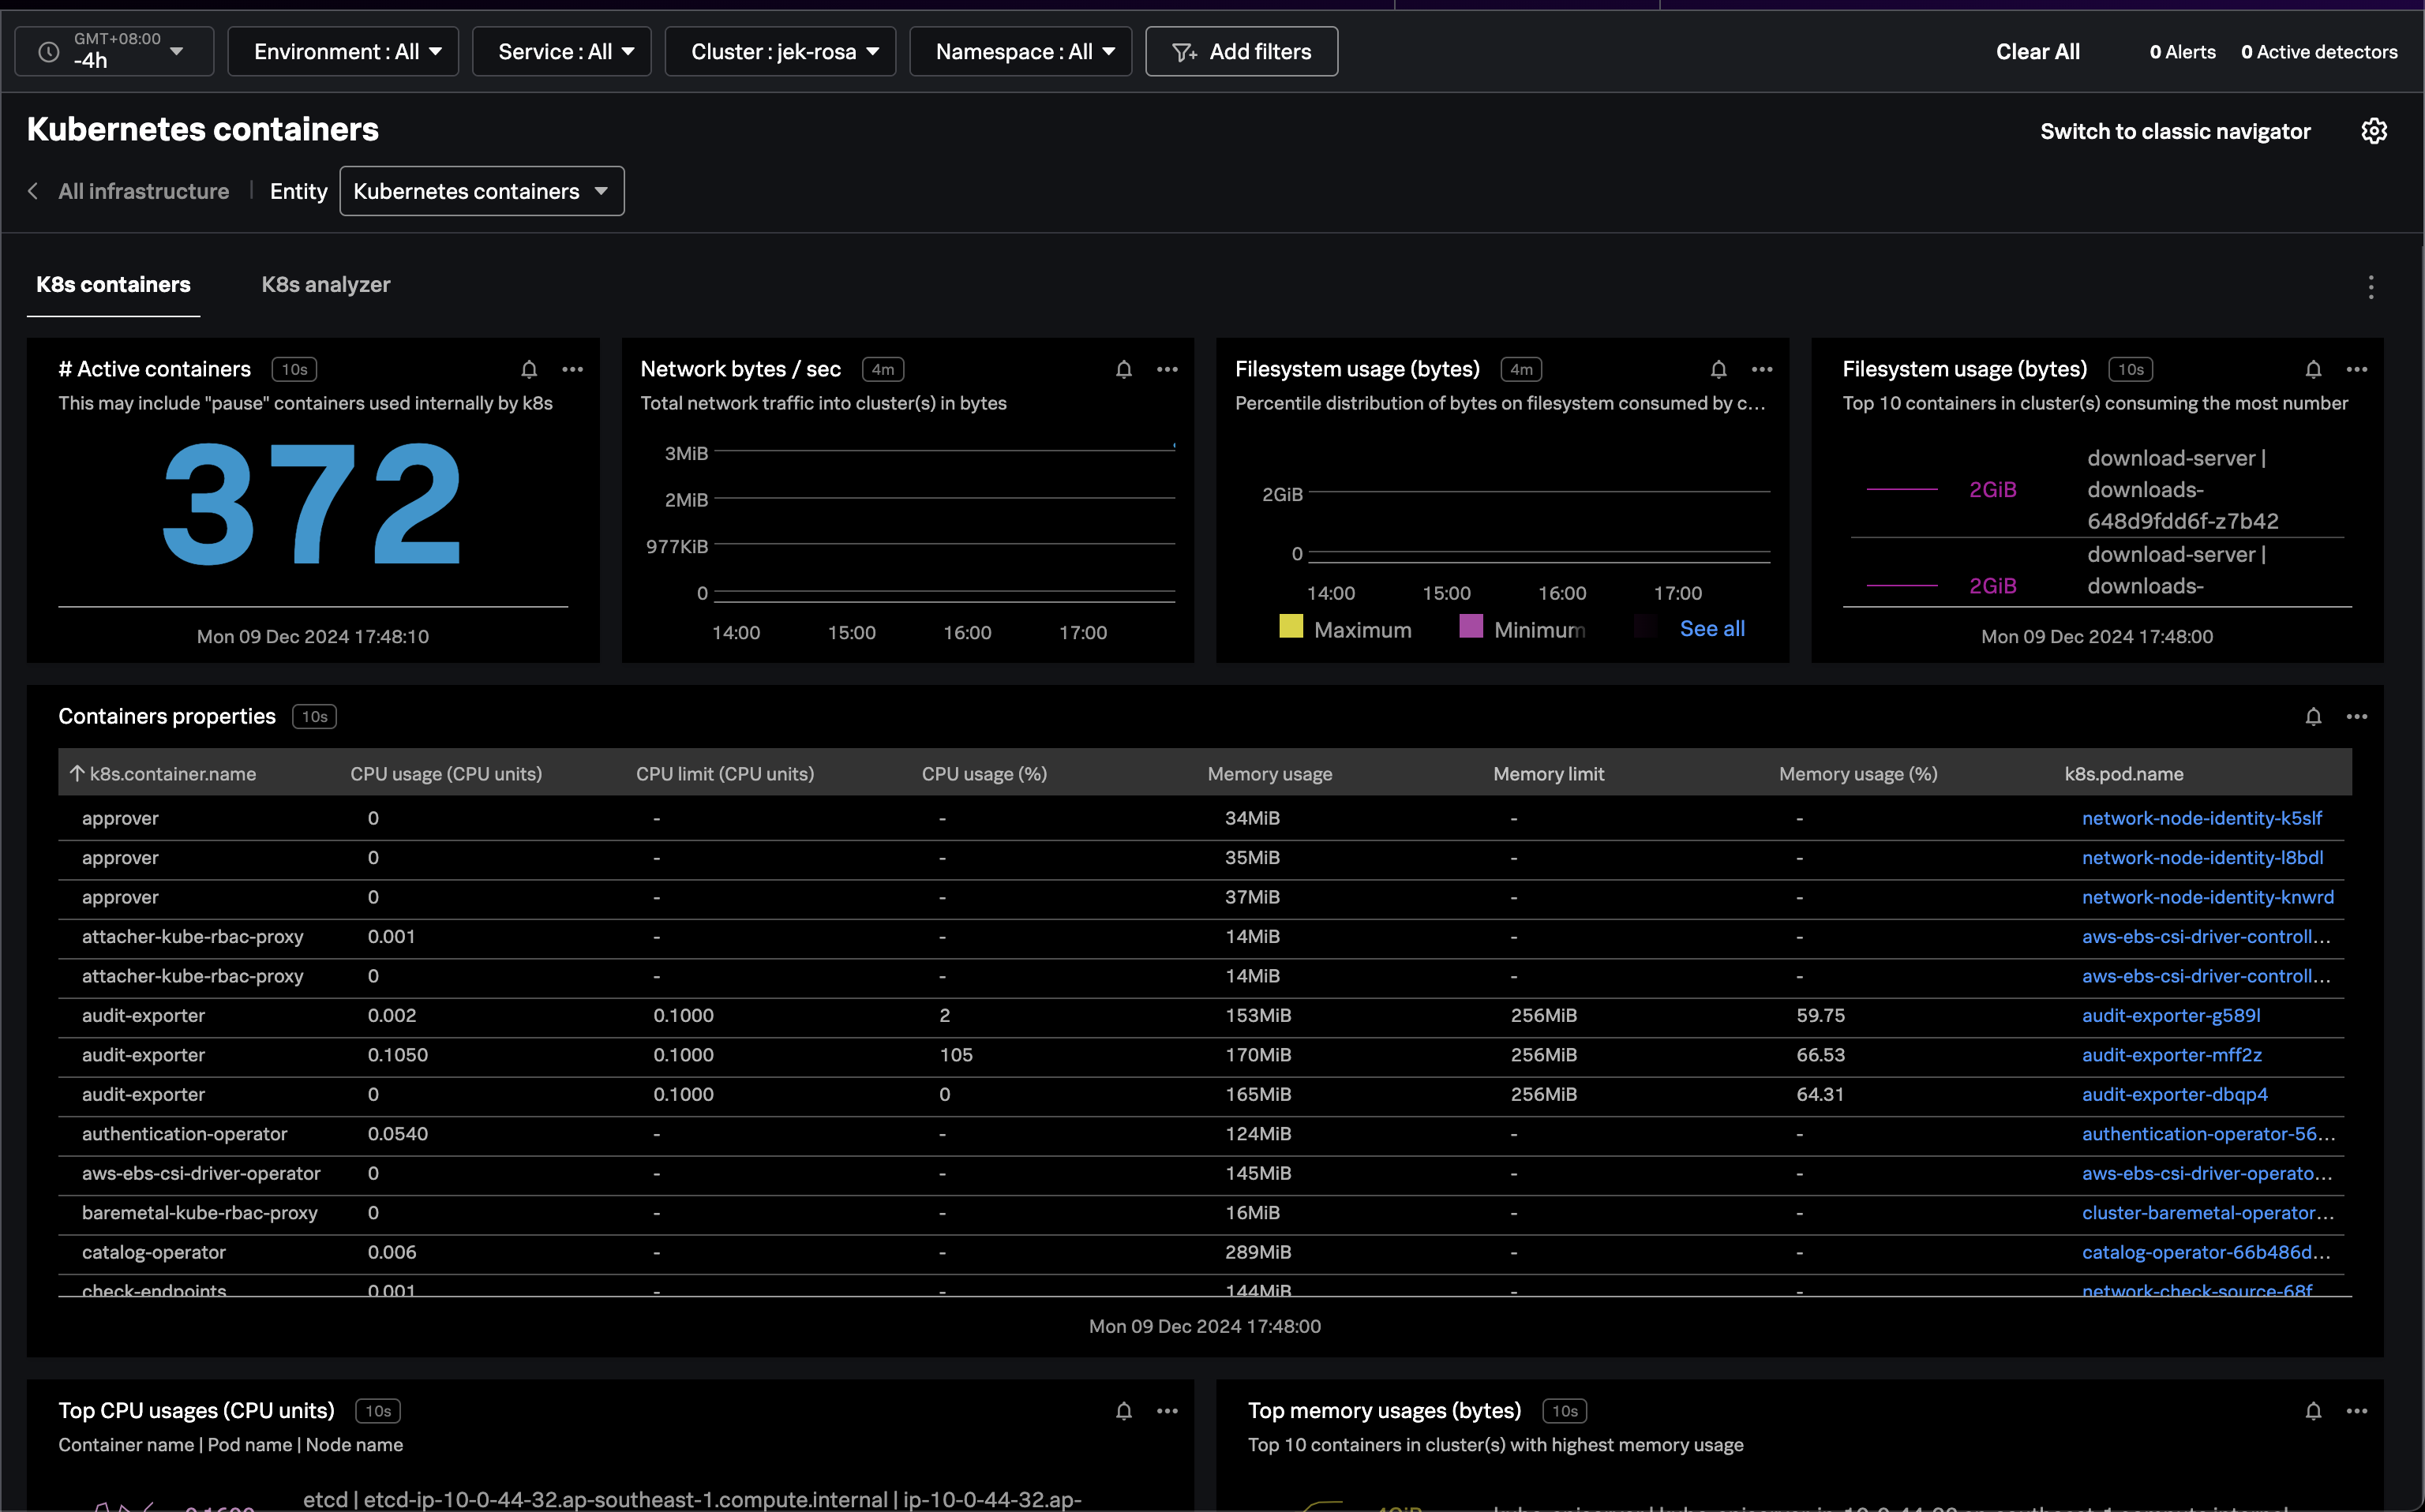 GMT+08:00
-4h
Environment : All
Service : All
Cluster : jek-rosa
Namespace : All
Add filters
Clear All
0 Alerts
0 Active detectors
Kubernetes containers
Switch to classic navigator
All infrastructure
Entity
Kubernetes containers
K8s containers
K8s analyzer
# Active containers 10s
This may include "pause" containers used internally by k8s
372
Mon 09 Dec 2024 17:48:10
Network bytes / sec 4m
Total network traffic into cluster(s) in bytes
3MiB
2MiB
977KiB
0
14:00 15:00 16:00 17:00
Filesystem usage (bytes) 4m
Percentile distribution of bytes on filesystem consumed by c...
2GiB
0
14:00 15:00 16:00 17:00
Maximum Minimum See all
Filesystem usage (bytes) 10s
Top 10 containers in cluster(s) consuming the most number
2GiB
download-server |
downloads-
648d9fdd6f-z7b42
2GiB
download-server |
downloads-
Mon 09 Dec 2024 17:48:00
Containers properties 10s
k8s.container.name CPU usage (CPU units) CPU limit (CPU units) CPU usage (%) Memory usage Memory limit Memory usage (%) k8s.pod.name
approver 0 - - 34MiB - - network-node-identity-k5slf
approver 0 - - 35MiB - - network-node-identity-l8bdl
approver 0 - - 37MiB - - network-node-identity-knwrd
attacher-kube-rbac-proxy 0.001 - - 14MiB - - aws-ebs-csi-driver-controll...
attacher-kube-rbac-proxy 0 - - 14MiB - - aws-ebs-csi-driver-controll...
audit-exporter 0.002 0.1000 2 153MiB 256MiB 59.75 audit-exporter-g589l
audit-exporter 0.1050 0.1000 105 170MiB 256MiB 66.53 audit-exporter-mff2z
audit-exporter 0 0.1000 0 165MiB 256MiB 64.31 audit-exporter-dbqp4
authentication-operator 0.0540 - - 124MiB - - authentication-operator-56...
aws-ebs-csi-driver-operator 0 - - 145MiB - - aws-ebs-csi-driver-operato...
baremetal-kube-rbac-proxy 0 - - 16MiB - - cluster-baremetal-operator...
catalog-operator 0.006 - - 289MiB - - catalog-operator-66b486d...
check-endpoints 0.001 - - 144MiB - - network-check-source-68f
Mon 09 Dec 2024 17:48:00
Top CPU usages (CPU units) 10s
Container name | Pod name | Node name
etcd | etcd-ip-10-0-44-32.ap-southeast-1.compute.internal | ip-10-0-44-32.ap-
Top memory usages (bytes) 10s
Top 10 containers in cluster(s) with highest memory usage